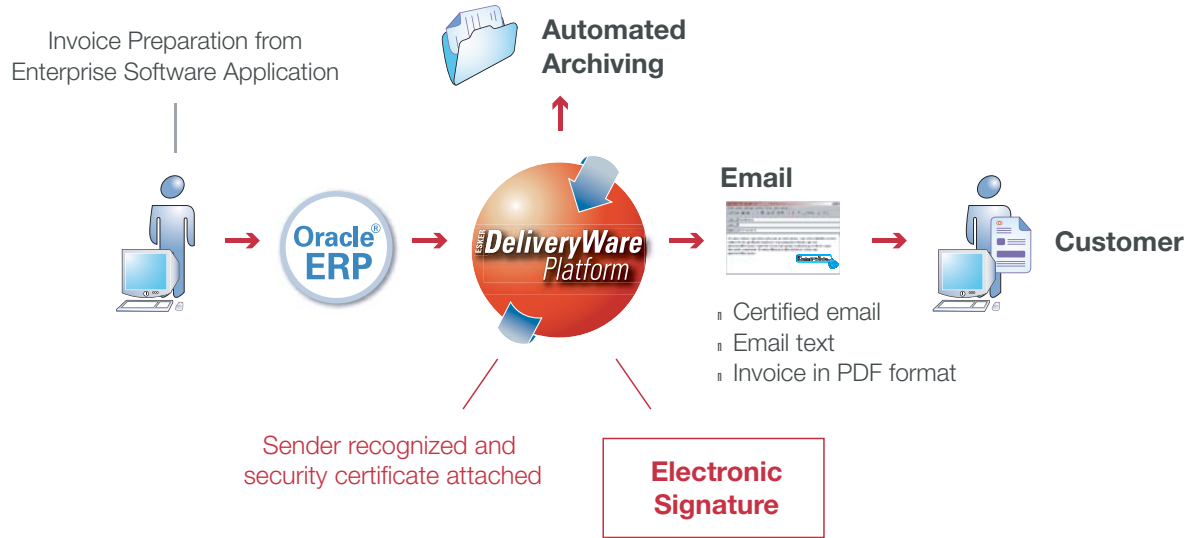 Invoice Preparation from
Enterprise Software Application
Automated
Archiving
Oracle®
ERP
ESKER
DeliveryWare
Platform
Email
Certified email
Email text
Invoice in PDF format
Customer
Sender recognized and
security certificate attached
Electronic
Signature